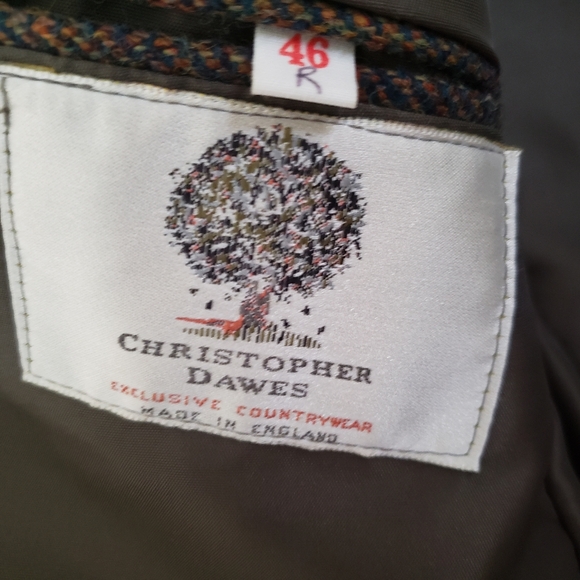 46
R
CHRISTOPHER
DAWES
EXCLUSIVE COUNTRYWEAR
MADE IN ENGLAND